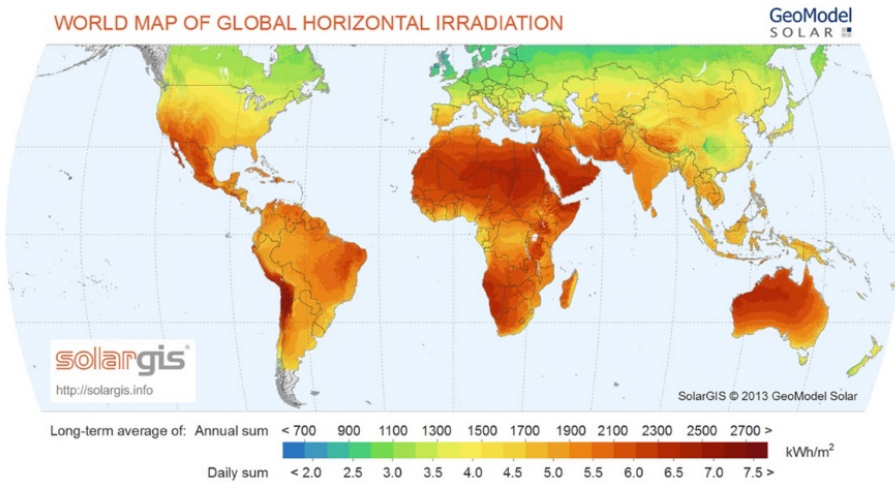 WORLD MAP OF GLOBAL HORIZONTAL IRRADIATION
GeoModel
SOLAR
solargis
http://solargis.info
SolarGIS © 2013 GeoModel Solar
Long-term average of: Annual sum < 700 900 1100 1300 1500 1700 1900 2100 2300 2500 2700 >
kWh/m²
Daily sum < 2.0 2.5 3.0 3.5 4.0 4.5 5.0 5.5 6.0 6.5 7.0 7.5 >